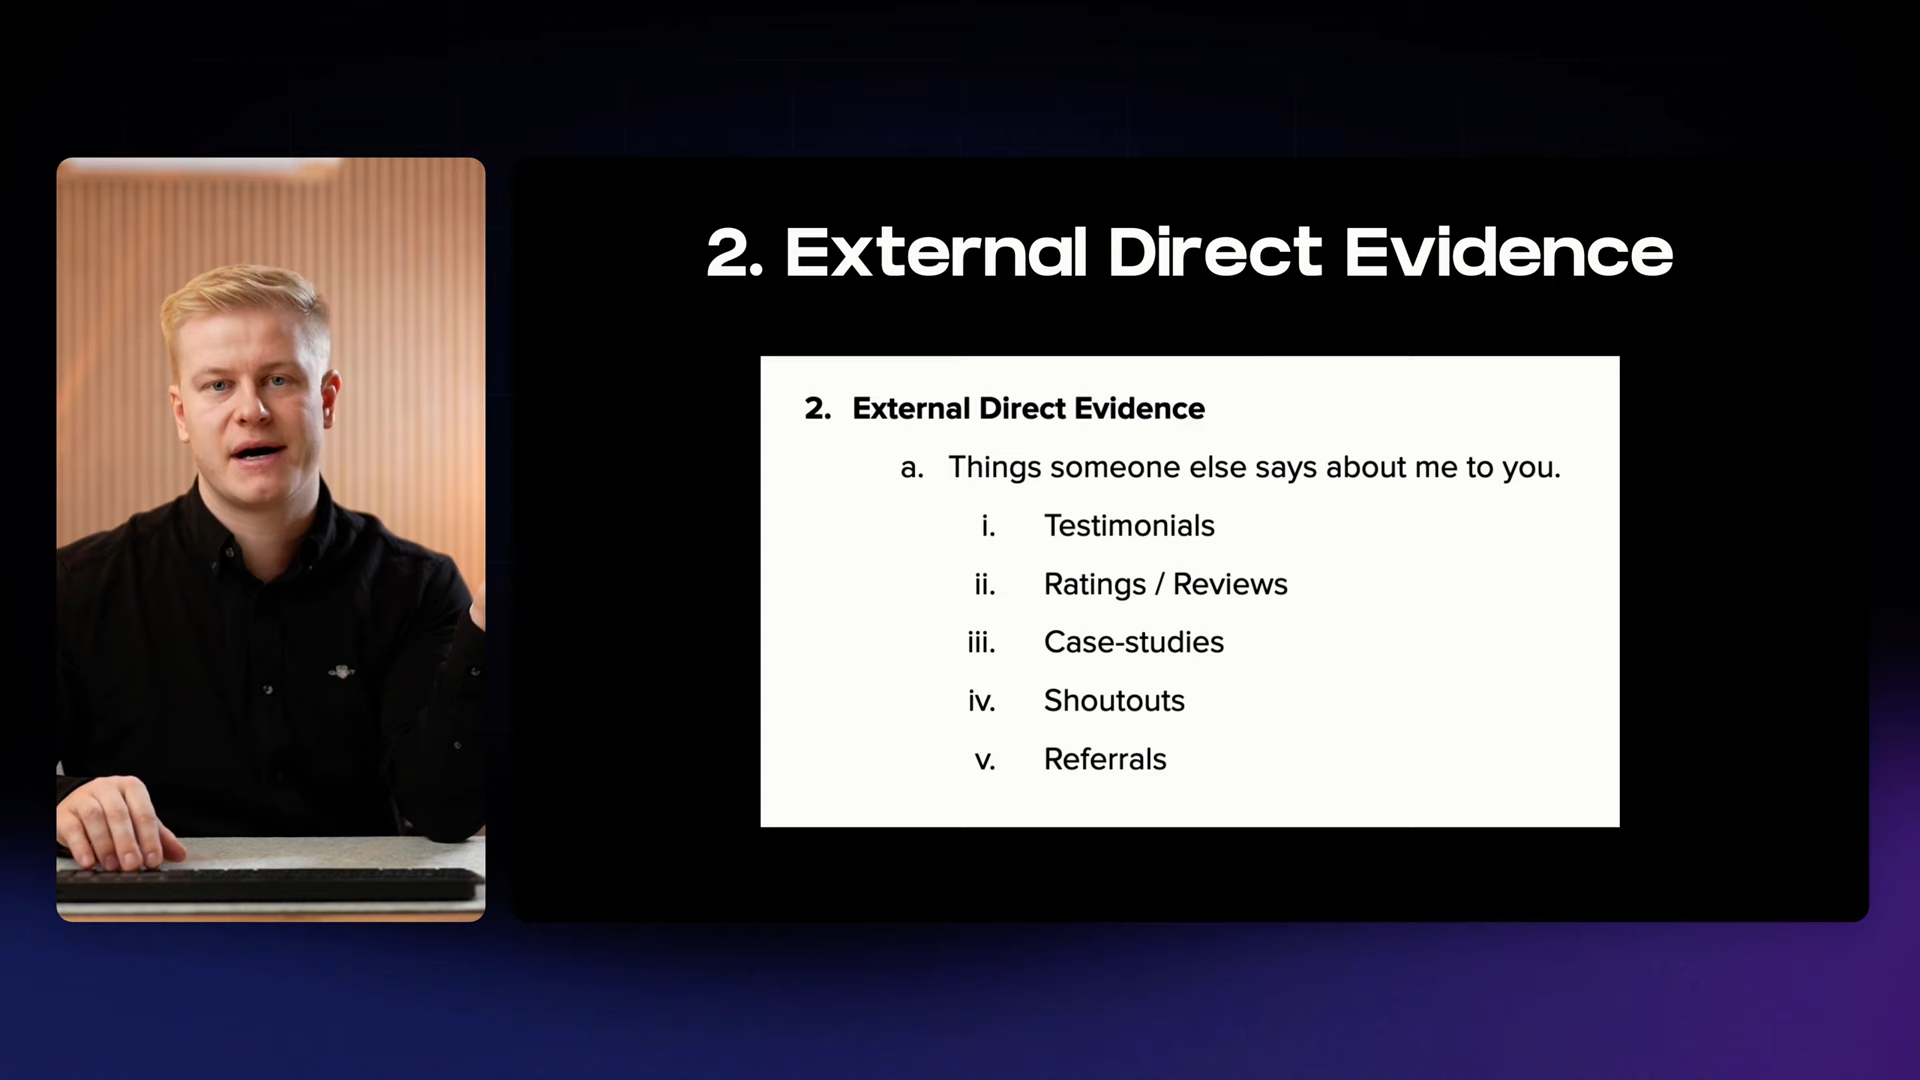 2. External Direct Evidence
2. External Direct Evidence
a. Things someone else says about me to you.
i. Testimonials
ii. Ratings / Reviews
iii. Case-studies
iv. Shoutouts
v. Referrals